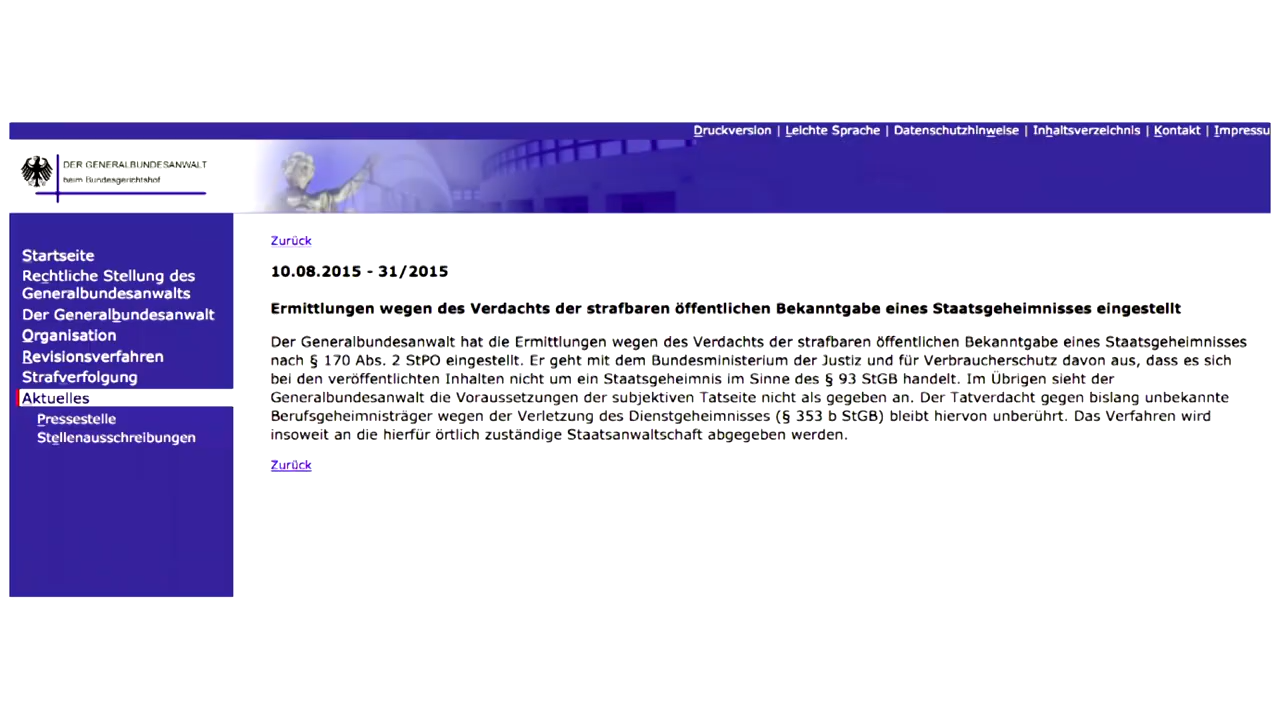 Druckversion | Leichte Sprache | Datenschutzhinweise | Inhaltsverzeichnis | Kontakt | Impressu
DER GENERALBUNDESANWALT
beim Bundesgerichtshof
Startseite
Rechtliche Stellung des
Generalbundesanwalts
Der Generalbundesanwalt
Organisation
Revisionsverfahren
Strafverfolgung
Aktuelles
Pressestelle
Stellenausschreibungen
Zurück
10.08.2015 - 31/2015
Ermittlungen wegen des Verdachts der strafbaren öffentlichen Bekanntgabe eines Staatsgeheimnisses eingestellt
Der Generalbundesanwalt hat die Ermittlungen wegen des Verdachts der strafbaren öffentlichen Bekanntgabe eines Staatsgeheimnisses
nach § 170 Abs. 2 StPO eingestellt. Er geht mit dem Bundesministerium der Justiz und für Verbraucherschutz davon aus, dass es sich
bei den veröffentlichten Inhalten nicht um ein Staatsgeheimnis im Sinne des § 93 StGB handelt. Im Übrigen sieht der
Generalbundesanwalt die Voraussetzungen der subjektiven Tatseite nicht als gegeben an. Der Tatverdacht gegen bislang unbekannte
Berufsgeheimnisträger wegen der Verletzung des Dienstgeheimnisses (§ 353 b StGB) bleibt hiervon unberührt. Das Verfahren wird
insoweit an die hierfür örtlich zuständige Staatsanwaltschaft abgegeben werden.
Zurück